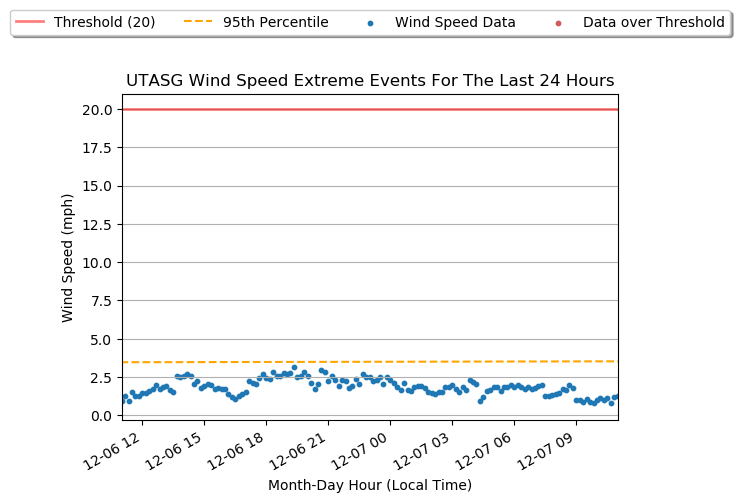 Threshold (20) 95th Percentile Wind Speed Data Data over Threshold
UTASG Wind Speed Extreme Events For The Last 24 Hours
Wind Speed (mph)
20.0
17.5
15.0
12.5
10.0
7.5
5.0
2.5
0.0
12-06 12 12-06 15 12-06 18 12-06 21 12-07 00 12-07 03 12-07 06 12-07 09
Month-Day Hour (Local Time)